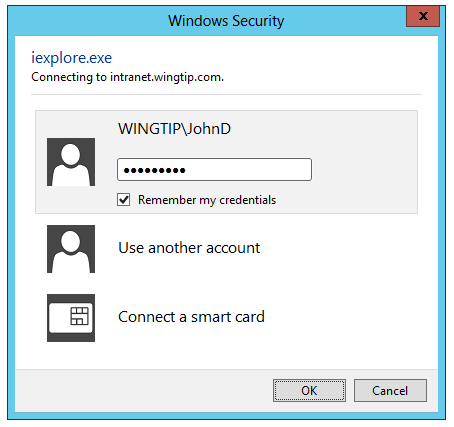 Windows Security
iexplore.exe
Connecting to intranet.wingtip.com.
WINGTIP\JohnD
●●●●●●●●●
Remember my credentials
Use another account
Connect a smart card
OK
Cancel